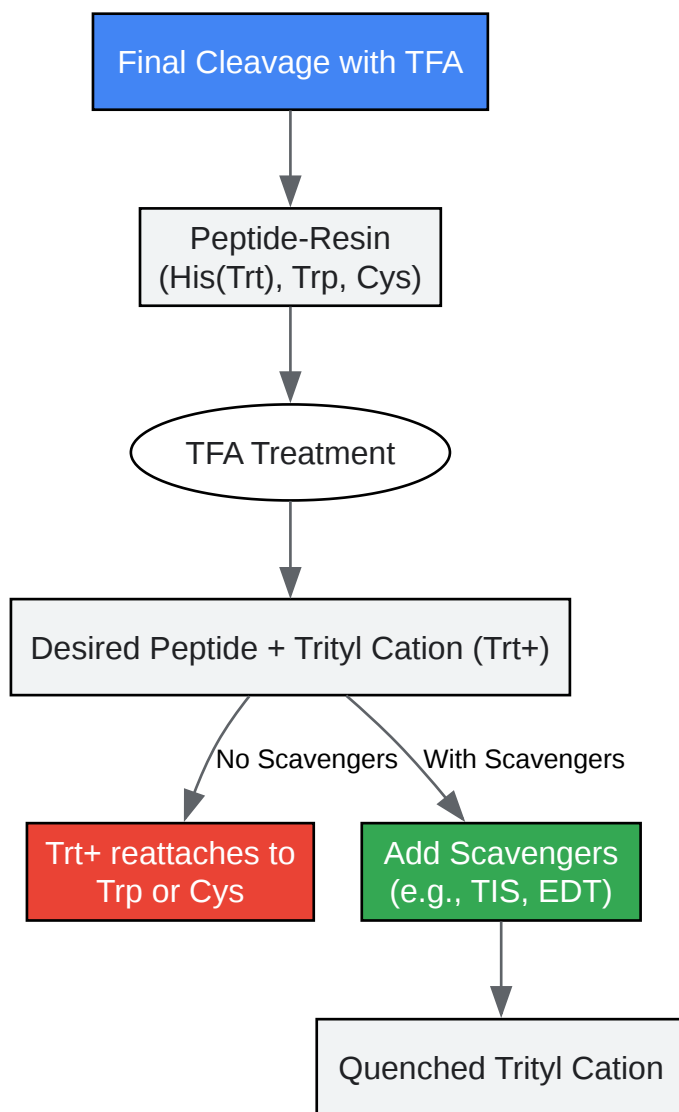 Final Cleavage with TFA
Peptide-Resin
(His(Trt), Trp, Cys)
TFA Treatment
Desired Peptide + Trityl Cation (Trt+)
No Scavengers
With Scavengers
Trt+ reattaches to
Trp or Cys
Add Scavengers
(e.g., TIS, EDT)
Quenched Trityl Cation